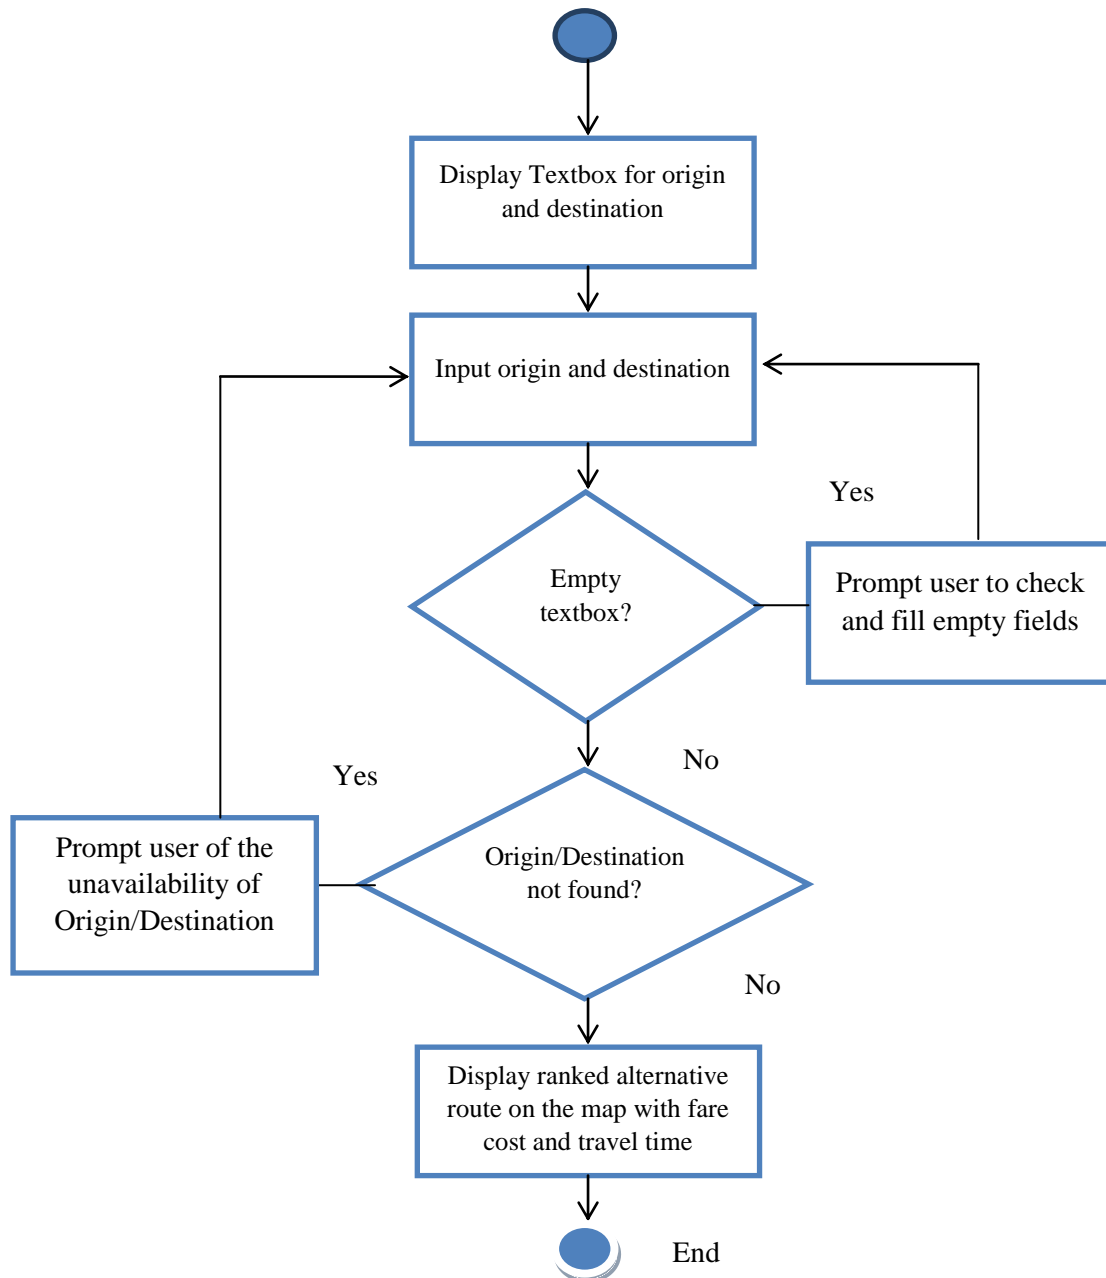 Display Textbox for origin
and destination
Input origin and destination
Yes
Empty
textbox?
Prompt user to check
and fill empty fields
No
Yes
Origin/Destination
not found?
Prompt user of the
unavailability of
Origin/Destination
No
Display ranked alternative
route on the map with fare
cost and travel time
End